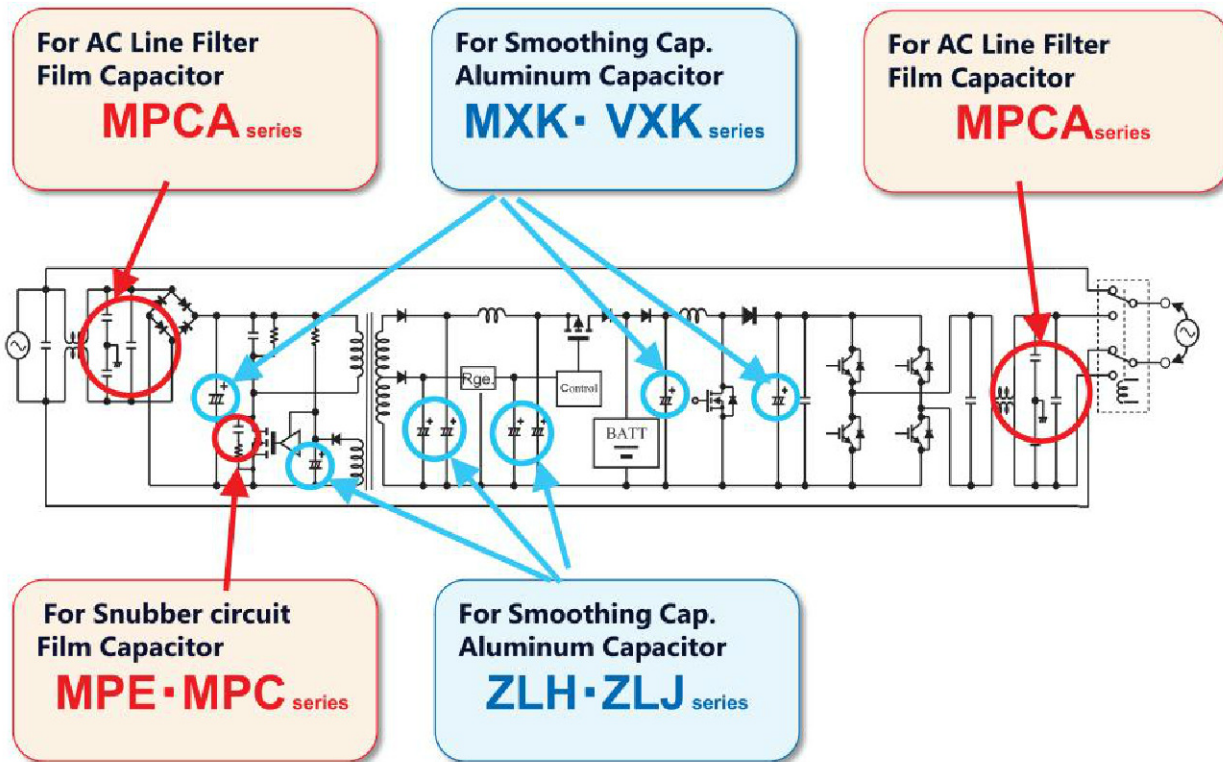 For AC Line Filter
Film Capacitor
MPCA series
For Smoothing Cap.
Aluminum Capacitor
MXK・VXK series
For AC Line Filter
Film Capacitor
MPCA series
Rge.
Control
BATT
For Snubber circuit
Film Capacitor
MPE・MPC series
For Smoothing Cap.
Aluminum Capacitor
ZLH・ZLJ series